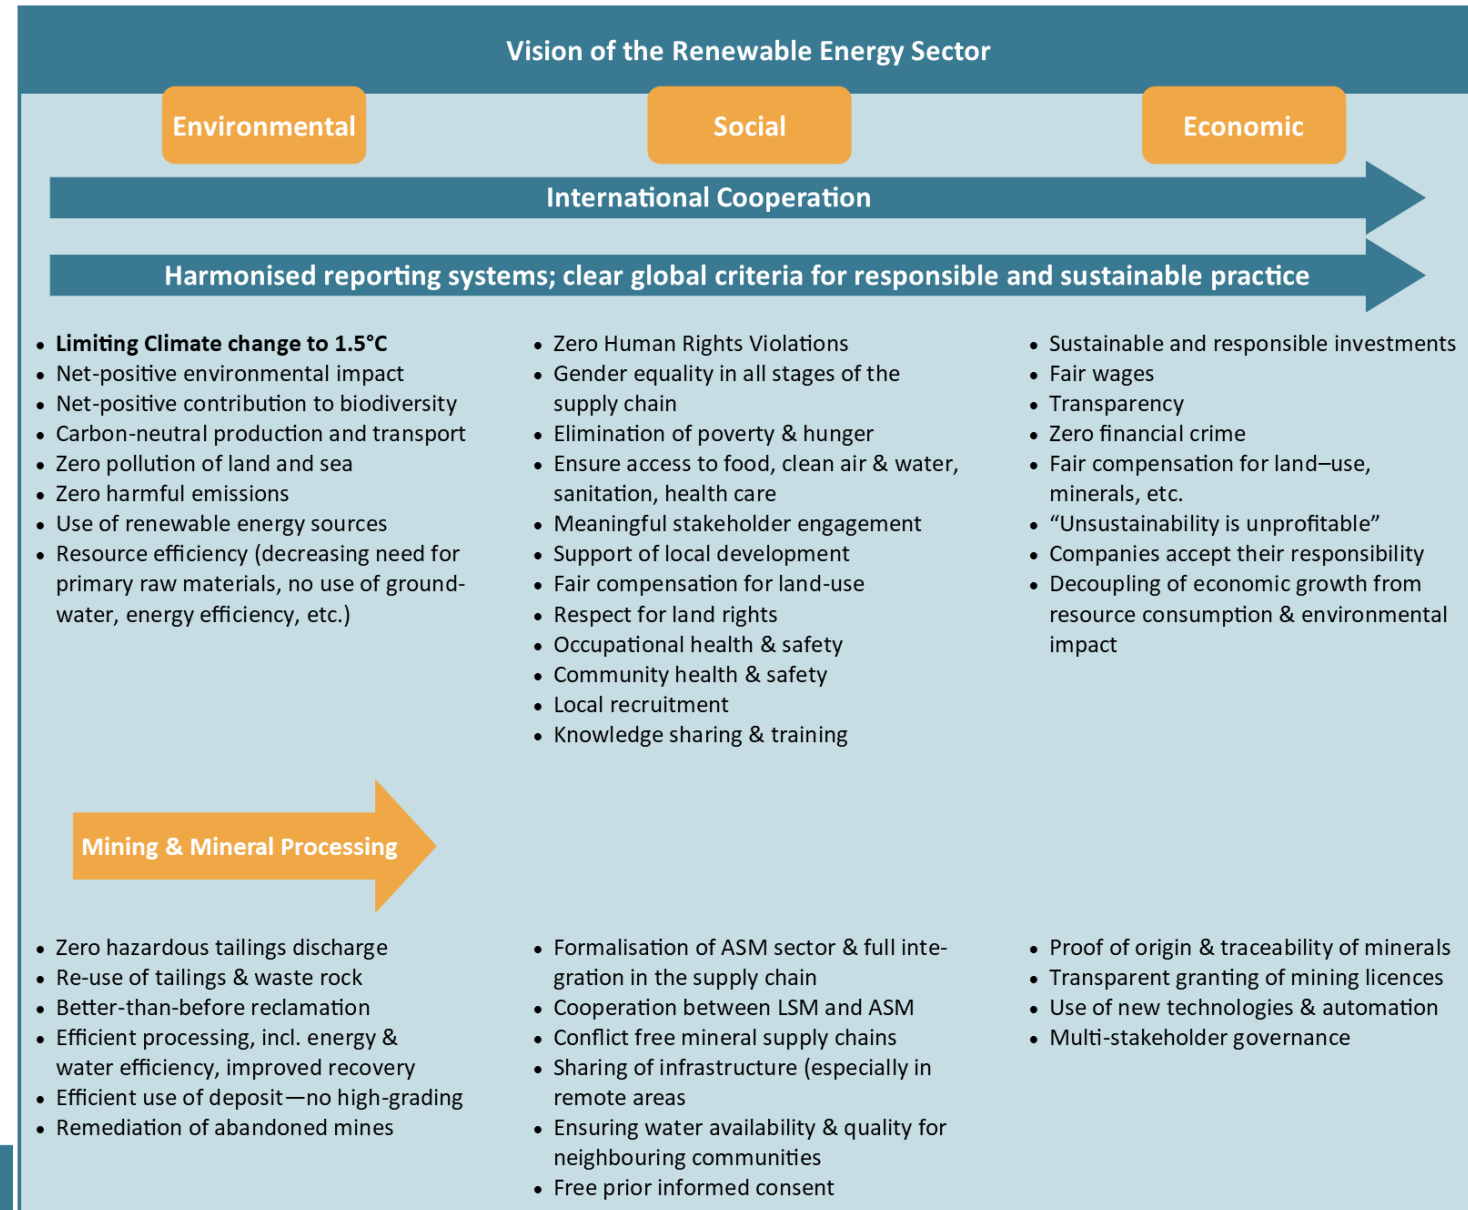 Vision of the Renewable Energy Sector
Environmental
Social
Economic
International Cooperation
Harmonised reporting systems; clear global criteria for responsible and sustainable practice
• Limiting Climate change to 1.5°C
• Net-positive environmental impact
• Net-positive contribution to biodiversity
• Carbon-neutral production and transport
• Zero pollution of land and sea
• Zero harmful emissions
• Use of renewable energy sources
• Resource efficiency (decreasing need for
primary raw materials, no use of ground-
water, energy efficiency, etc.)
• Zero Human Rights Violations
• Gender equality in all stages of the
supply chain
• Elimination of poverty & hunger
• Ensure access to food, clean air & water,
sanitation, health care
• Meaningful stakeholder engagement
• Support of local development
• Fair compensation for land-use
• Respect for land rights
• Occupational health & safety
• Community health & safety
• Local recruitment
• Knowledge sharing & training
• Sustainable and responsible investments
• Fair wages
• Transparency
• Zero financial crime
• Fair compensation for land–use,
minerals, etc.
• “Unsustainability is unprofitable”
• Companies accept their responsibility
• Decoupling of economic growth from
resource consumption & environmental
impact
Mining & Mineral Processing
• Zero hazardous tailings discharge
• Re-use of tailings & waste rock
• Better-than-before reclamation
• Efficient processing, incl. energy &
water efficiency, improved recovery
• Efficient use of deposit—no high-grading
• Remediation of abandoned mines
• Formalisation of ASM sector & full inte-
gration in the supply chain
• Cooperation between LSM and ASM
• Conflict free mineral supply chains
• Sharing of infrastructure (especially in
remote areas
• Ensuring water availability & quality for
neighbouring communities
• Free prior informed consent
• Proof of origin & traceability of minerals
• Transparent granting of mining licences
• Use of new technologies & automation
• Multi-stakeholder governance